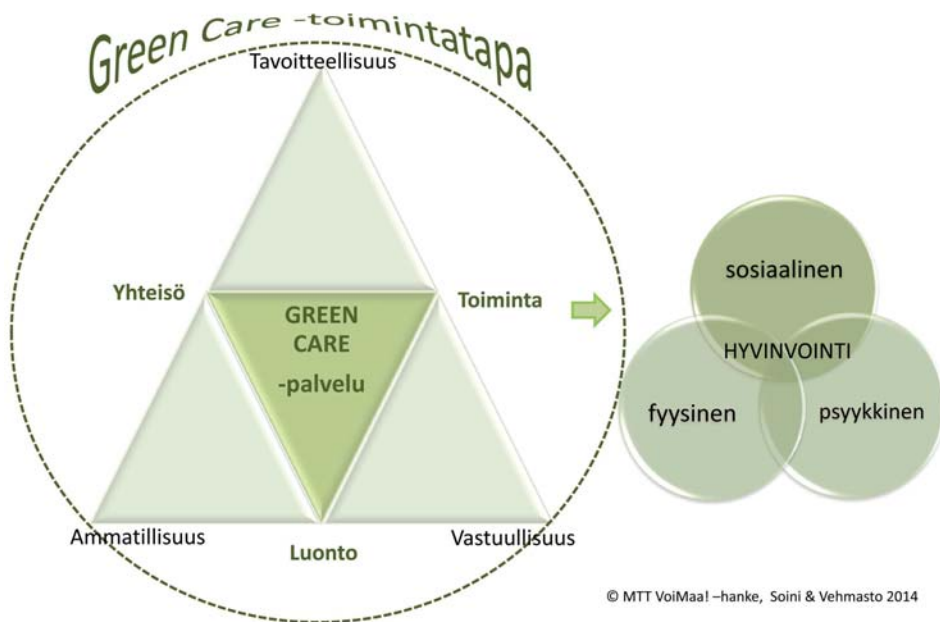 Green Care -toimintatapa
Tavoitteellisuus
Yhteisö
Toiminta
GREEN
CARE
-palvelu
Ammatillisuus
Luonto
Vastuullisuus
sosiaalinen
HYVINVOINTI
fyysinen
psyykkinen
© MTT VoiMaa! –hanke, Soini & Vehmasto 2014